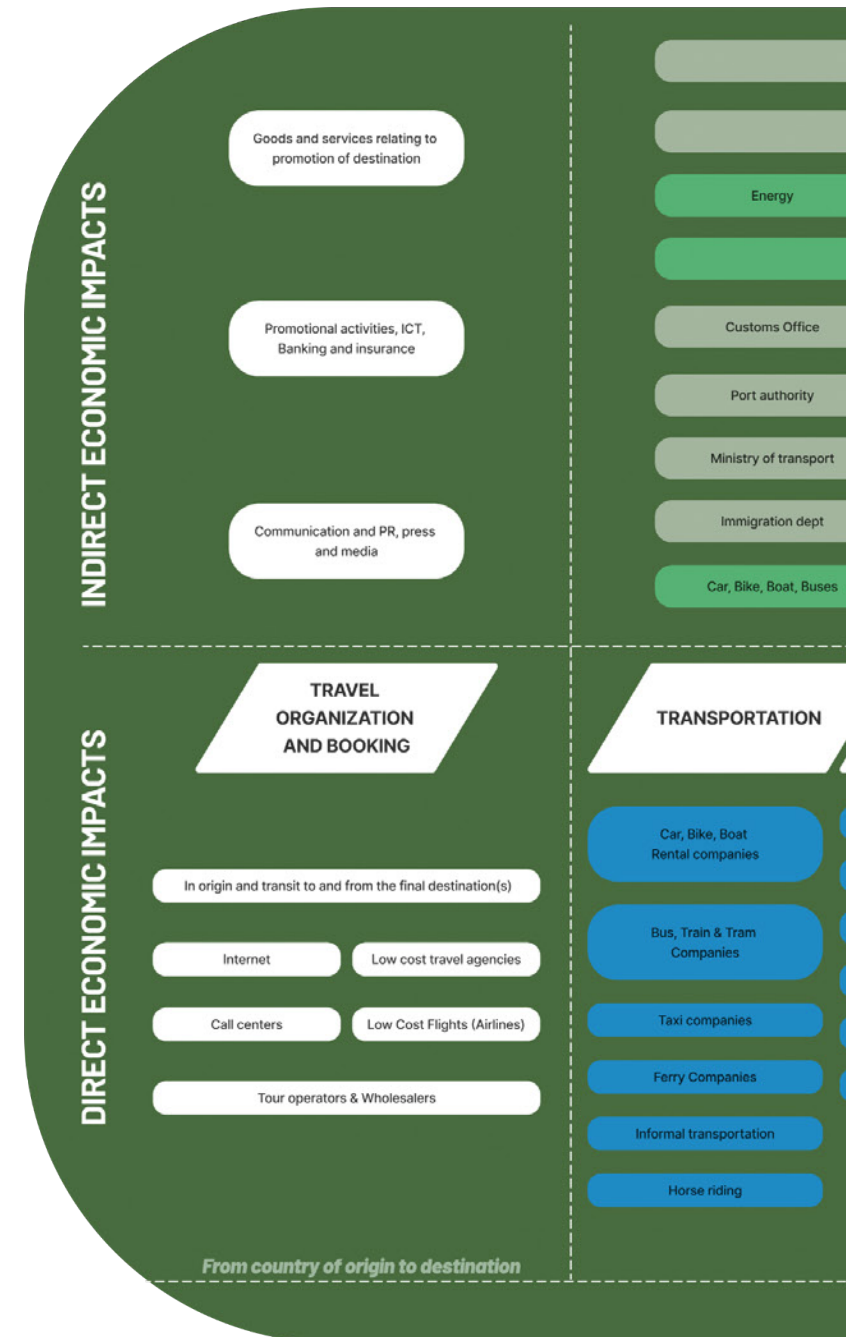 INDIRECT ECONOMIC IMPACTS
Goods and services relating to
promotion of destination
Promotional activities, ICT,
Banking and insurance
Communication and PR, press
and media
Energy
Customs Office
Port authority
Ministry of transport
Immigration dept
Car, Bike, Boat, Buses
DIRECT ECONOMIC IMPACTS
TRAVEL
ORGANIZATION
AND BOOKING
In origin and transit to and from the final destination(s)
Internet
Low cost travel agencies
Call centers
Low Cost Flights (Airlines)
Tour operators & Wholesalers
From country of origin to destination
TRANSPORTATION
Car, Bike, Boat
Rental companies
Bus, Train & Tram
Companies
Taxi companies
Ferry Companies
Informal transportation
Horse riding